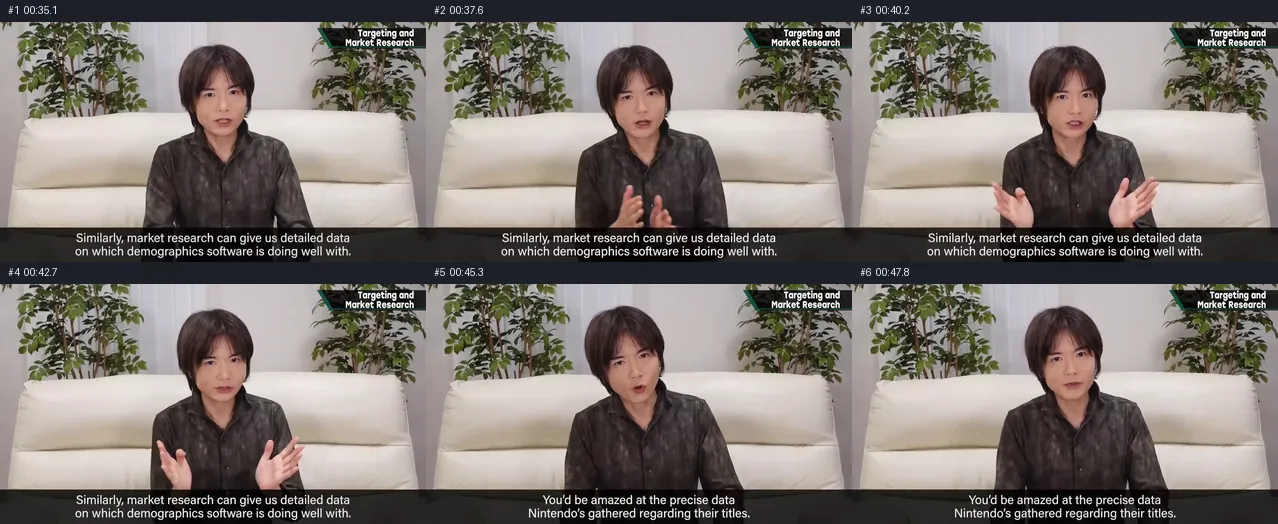 #1 00:35.1
#2 00:37.6
#3 00:40.2
Targeting and
Market Research
Targeting and
Market Research
Targeting and
Market Research
Similarly, market research can give us detailed data
on which demographics software is doing well with.
Similarly, market research can give us detailed data
on which demographics software is doing well with.
Similarly, market research can give us detailed data
on which demographics software is doing well with.
#4 00:42.7
#5 00:45.3
#6 00:47.8
Targeting and
Market Research
Targeting and
Market Research
Targeting and
Market Research
Similarly, market research can give us detailed data
on which demographics software is doing well with.
You'd be amazed at the precise data
Nintendo's gathered regarding their titles.
You'd be amazed at the precise data
Nintendo's gathered regarding their titles.